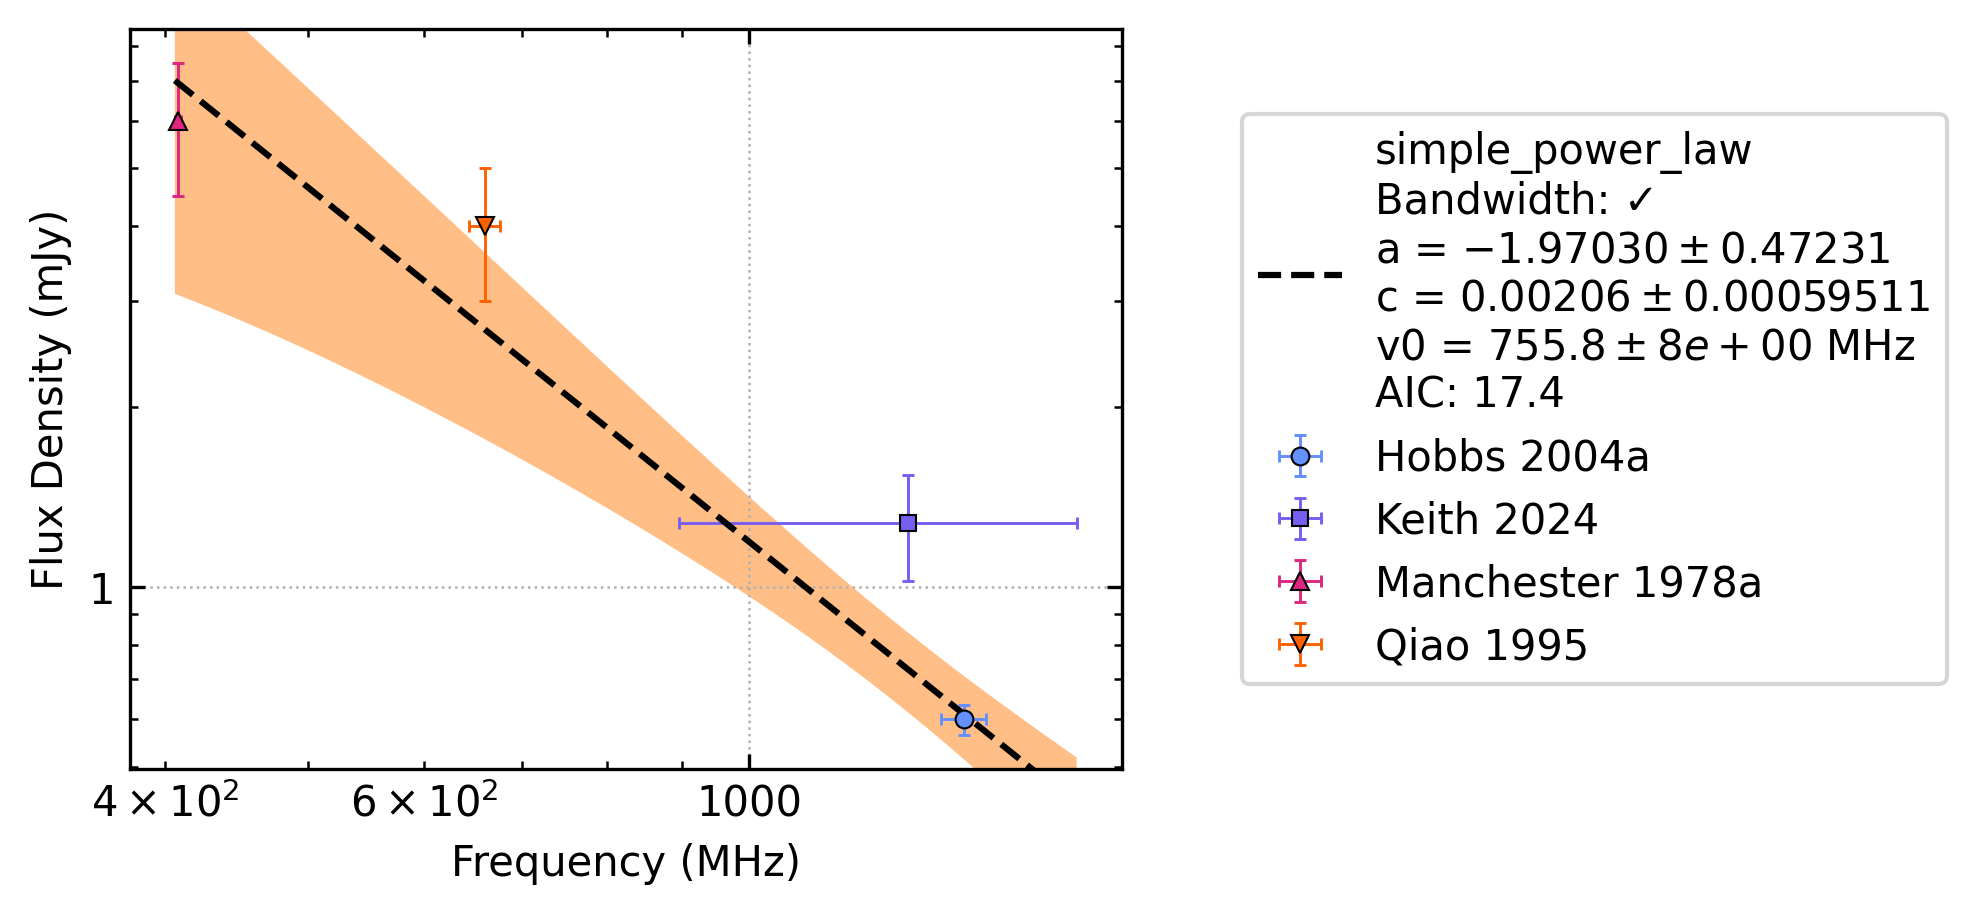 Flux Density (mJy)
1
4 × 10²
6 × 10²
1000
Frequency (MHz)
simple_power_law
Bandwidth: ✓
a = −1.97030 ± 0.47231
c = 0.00206 ± 0.00059511
v0 = 755.8 ± 8e + 00 MHz
AIC: 17.4
Hobbs 2004a
Keith 2024
Manchester 1978a
Qiao 1995